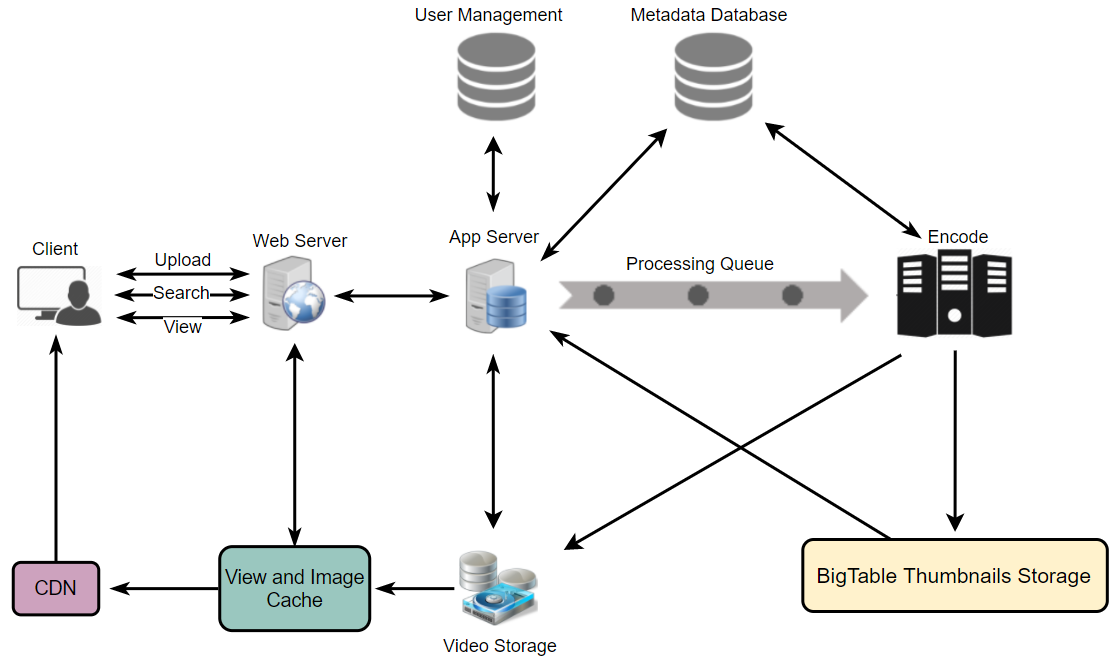 User Management
Metadata Database
Client
Upload
Search
View
Web Server
App Server
Processing Queue
Encode
CDN
View and Image
Cache
Video Storage
BigTable Thumbnails Storage